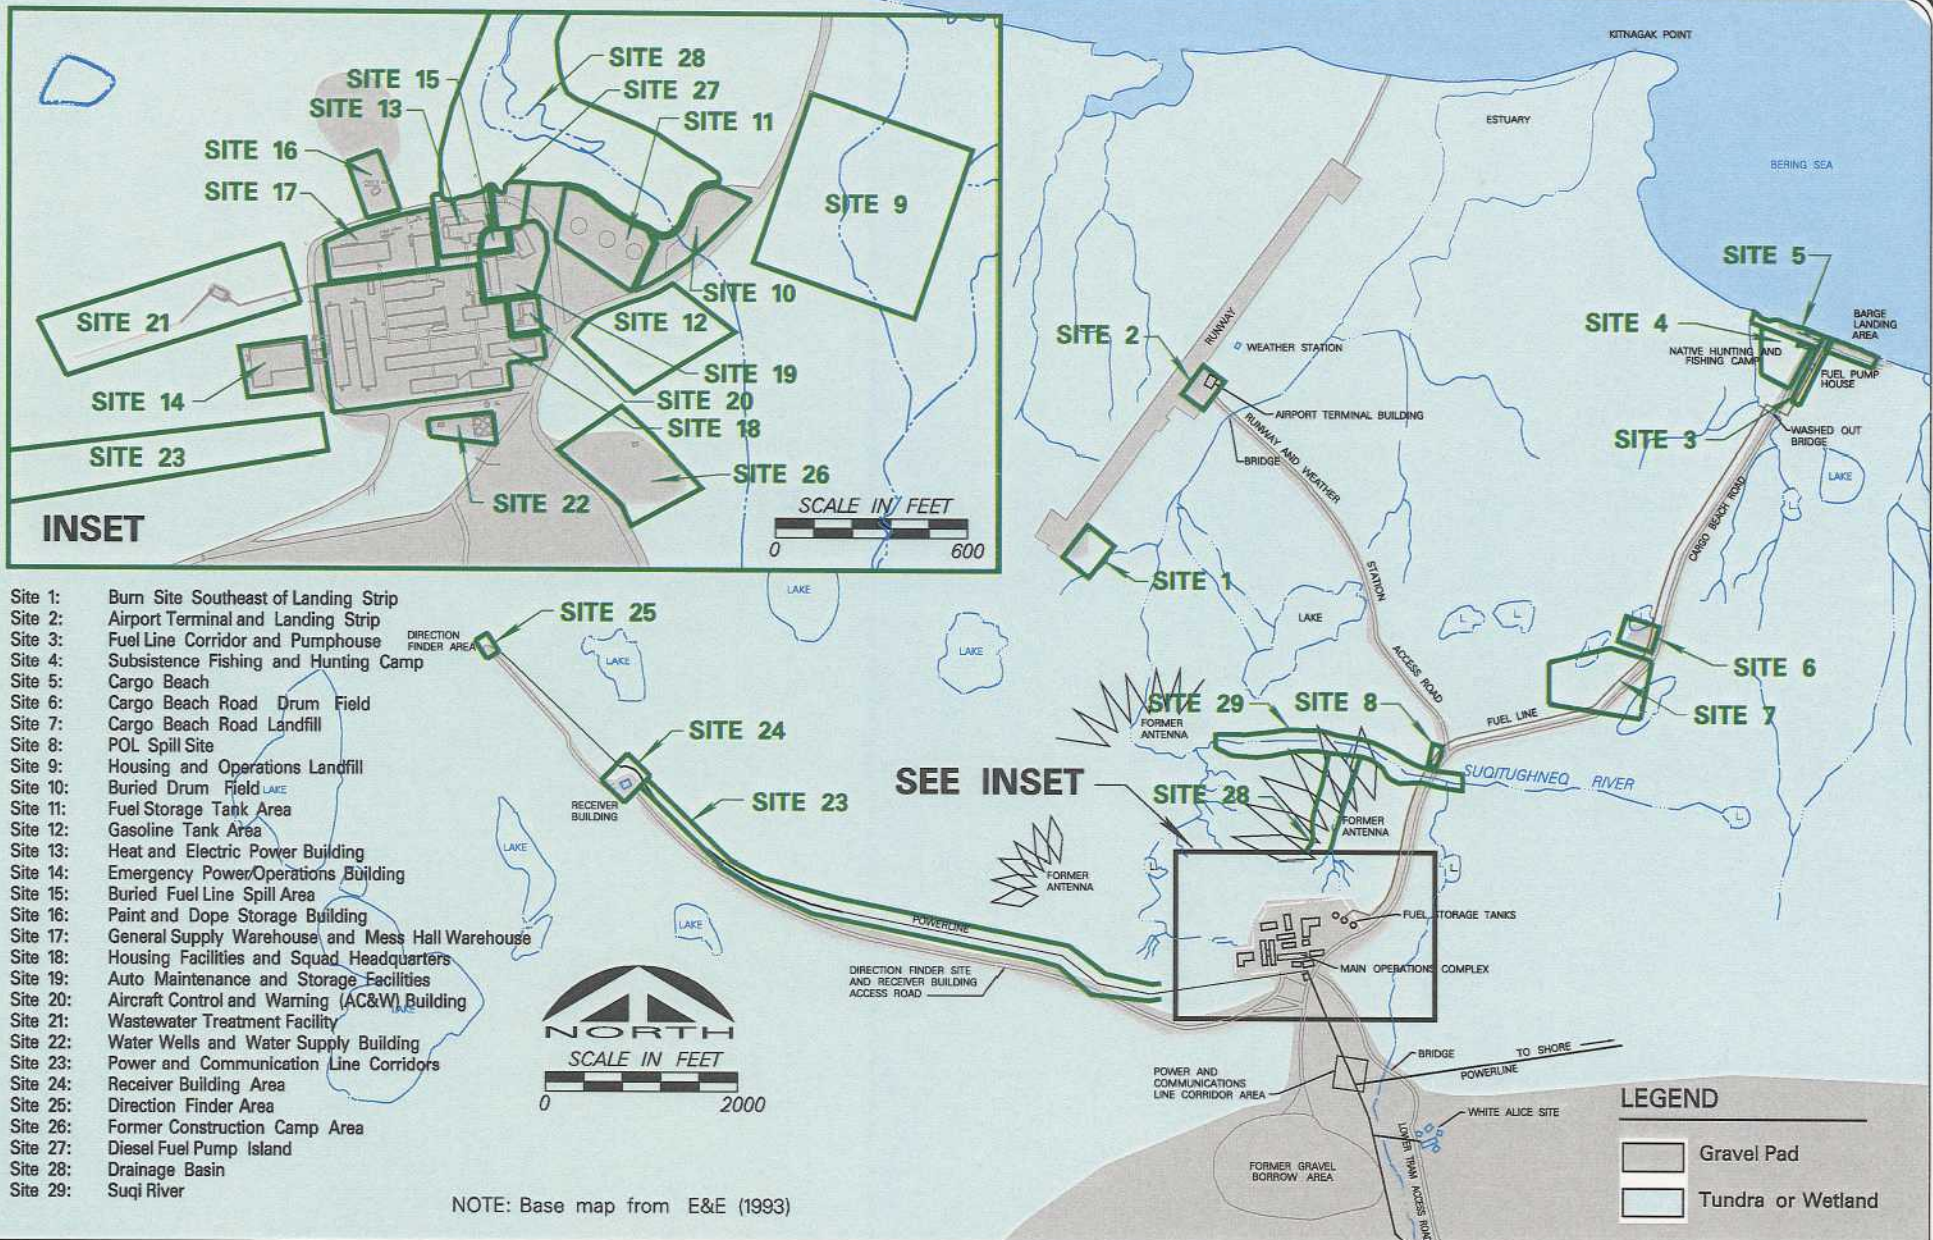 SITE 28
SITE 15
SITE 27
SITE 13
SITE 11
SITE 16
SITE 17
SITE 9
SITE 10
SITE 21
SITE 12
SITE 19
SITE 14
SITE 20
SITE 18
SITE 23
SITE 26
SITE 22
INSET
SCALE IN FEET
0 600
KITNAGAK POINT
ESTUARY
BERING SEA
SITE 5
SITE 4
BARGE
LANDING
AREA
NATIVE HUNTING AND
FISHING CAMP
FUEL PUMP
HOUSE
RUNWAY
SITE 2
WEATHER STATION
AIRPORT TERMINAL BUILDING
SITE 3
WASHED OUT
BRIDGE
BRIDGE
RUNWAY AND WEATHER
STATION
ACCESS ROAD
LAKE
CARGO BEACH ROAD
SITE 1
LAKE
LAKE
L
L
Site 1: Burn Site Southeast of Landing Strip
Site 2: Airport Terminal and Landing Strip
Site 3: Fuel Line Corridor and Pumphouse
Site 4: Subsistence Fishing and Hunting Camp
Site 5: Cargo Beach
Site 6: Cargo Beach Road Drum Field
Site 7: Cargo Beach Road Landfill
Site 8: POL Spill Site
Site 9: Housing and Operations Landfill
Site 10: Buried Drum Field
Site 11: Fuel Storage Tank Area
Site 12: Gasoline Tank Area
Site 13: Heat and Electric Power Building
Site 14: Emergency Power/Operations Building
Site 15: Buried Fuel Line Spill Area
Site 16: Paint and Dope Storage Building
Site 17: General Supply Warehouse and Mess Hall Warehouse
Site 18: Housing Facilities and Squad Headquarters
Site 19: Auto Maintenance and Storage Facilities
Site 20: Aircraft Control and Warning (AC&W) Building
Site 21: Wastewater Treatment Facility
Site 22: Water Wells and Water Supply Building
Site 23: Power and Communication Line Corridors
Site 24: Receiver Building Area
Site 25: Direction Finder Area
Site 26: Former Construction Camp Area
Site 27: Diesel Fuel Pump Island
Site 28: Drainage Basin
Site 29: Suqi River
LAKE
LAKE
DIRECTION
FINDER AREA
SITE 25
LAKE
LAKE
SITE 6
SITE 7
SITE 29
SITE 8
FORMER
ANTENNA
FUEL LINE
SITE 24
SEE INSET
SUQITUGHNEQ RIVER
RECEIVER
BUILDING
SITE 23
SITE 28
FORMER
ANTENNA
L
LAKE
FORMER
ANTENNA
L
L
LAKE
POWERLINE
FUEL STORAGE TANKS
MAIN OPERATIONS COMPLEX
DIRECTION FINDER SITE
AND RECEIVER BUILDING
ACCESS ROAD
NORTH
SCALE IN FEET
0 2000
BRIDGE
TO SHORE
POWERLINE
POWER AND
COMMUNICATIONS
LINE CORRIDOR AREA
WHITE ALICE SITE
LOWER TRAM ACCESS ROAD
FORMER GRAVEL
BORROW AREA
LEGEND
Gravel Pad
Tundra or Wetland
NOTE: Base map from E&E (1993)